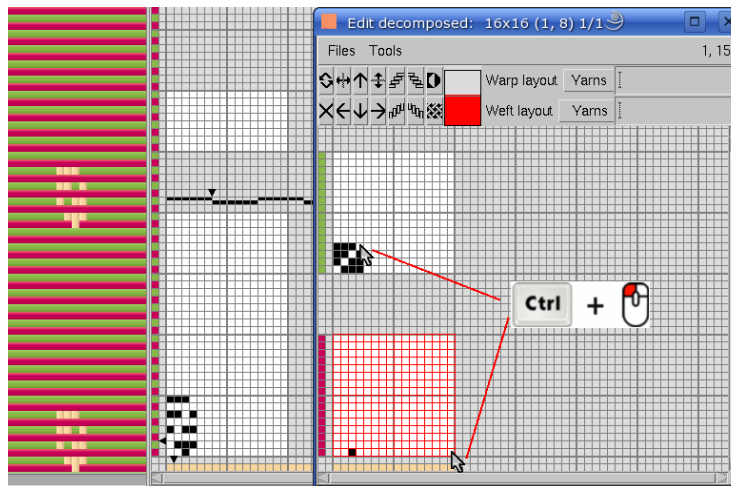 Edit decomposed: 16x16 (1, 8) 1/1
Files Tools 1, 15
Warp layout Yarns
Weft layout Yarns
Ctrl +